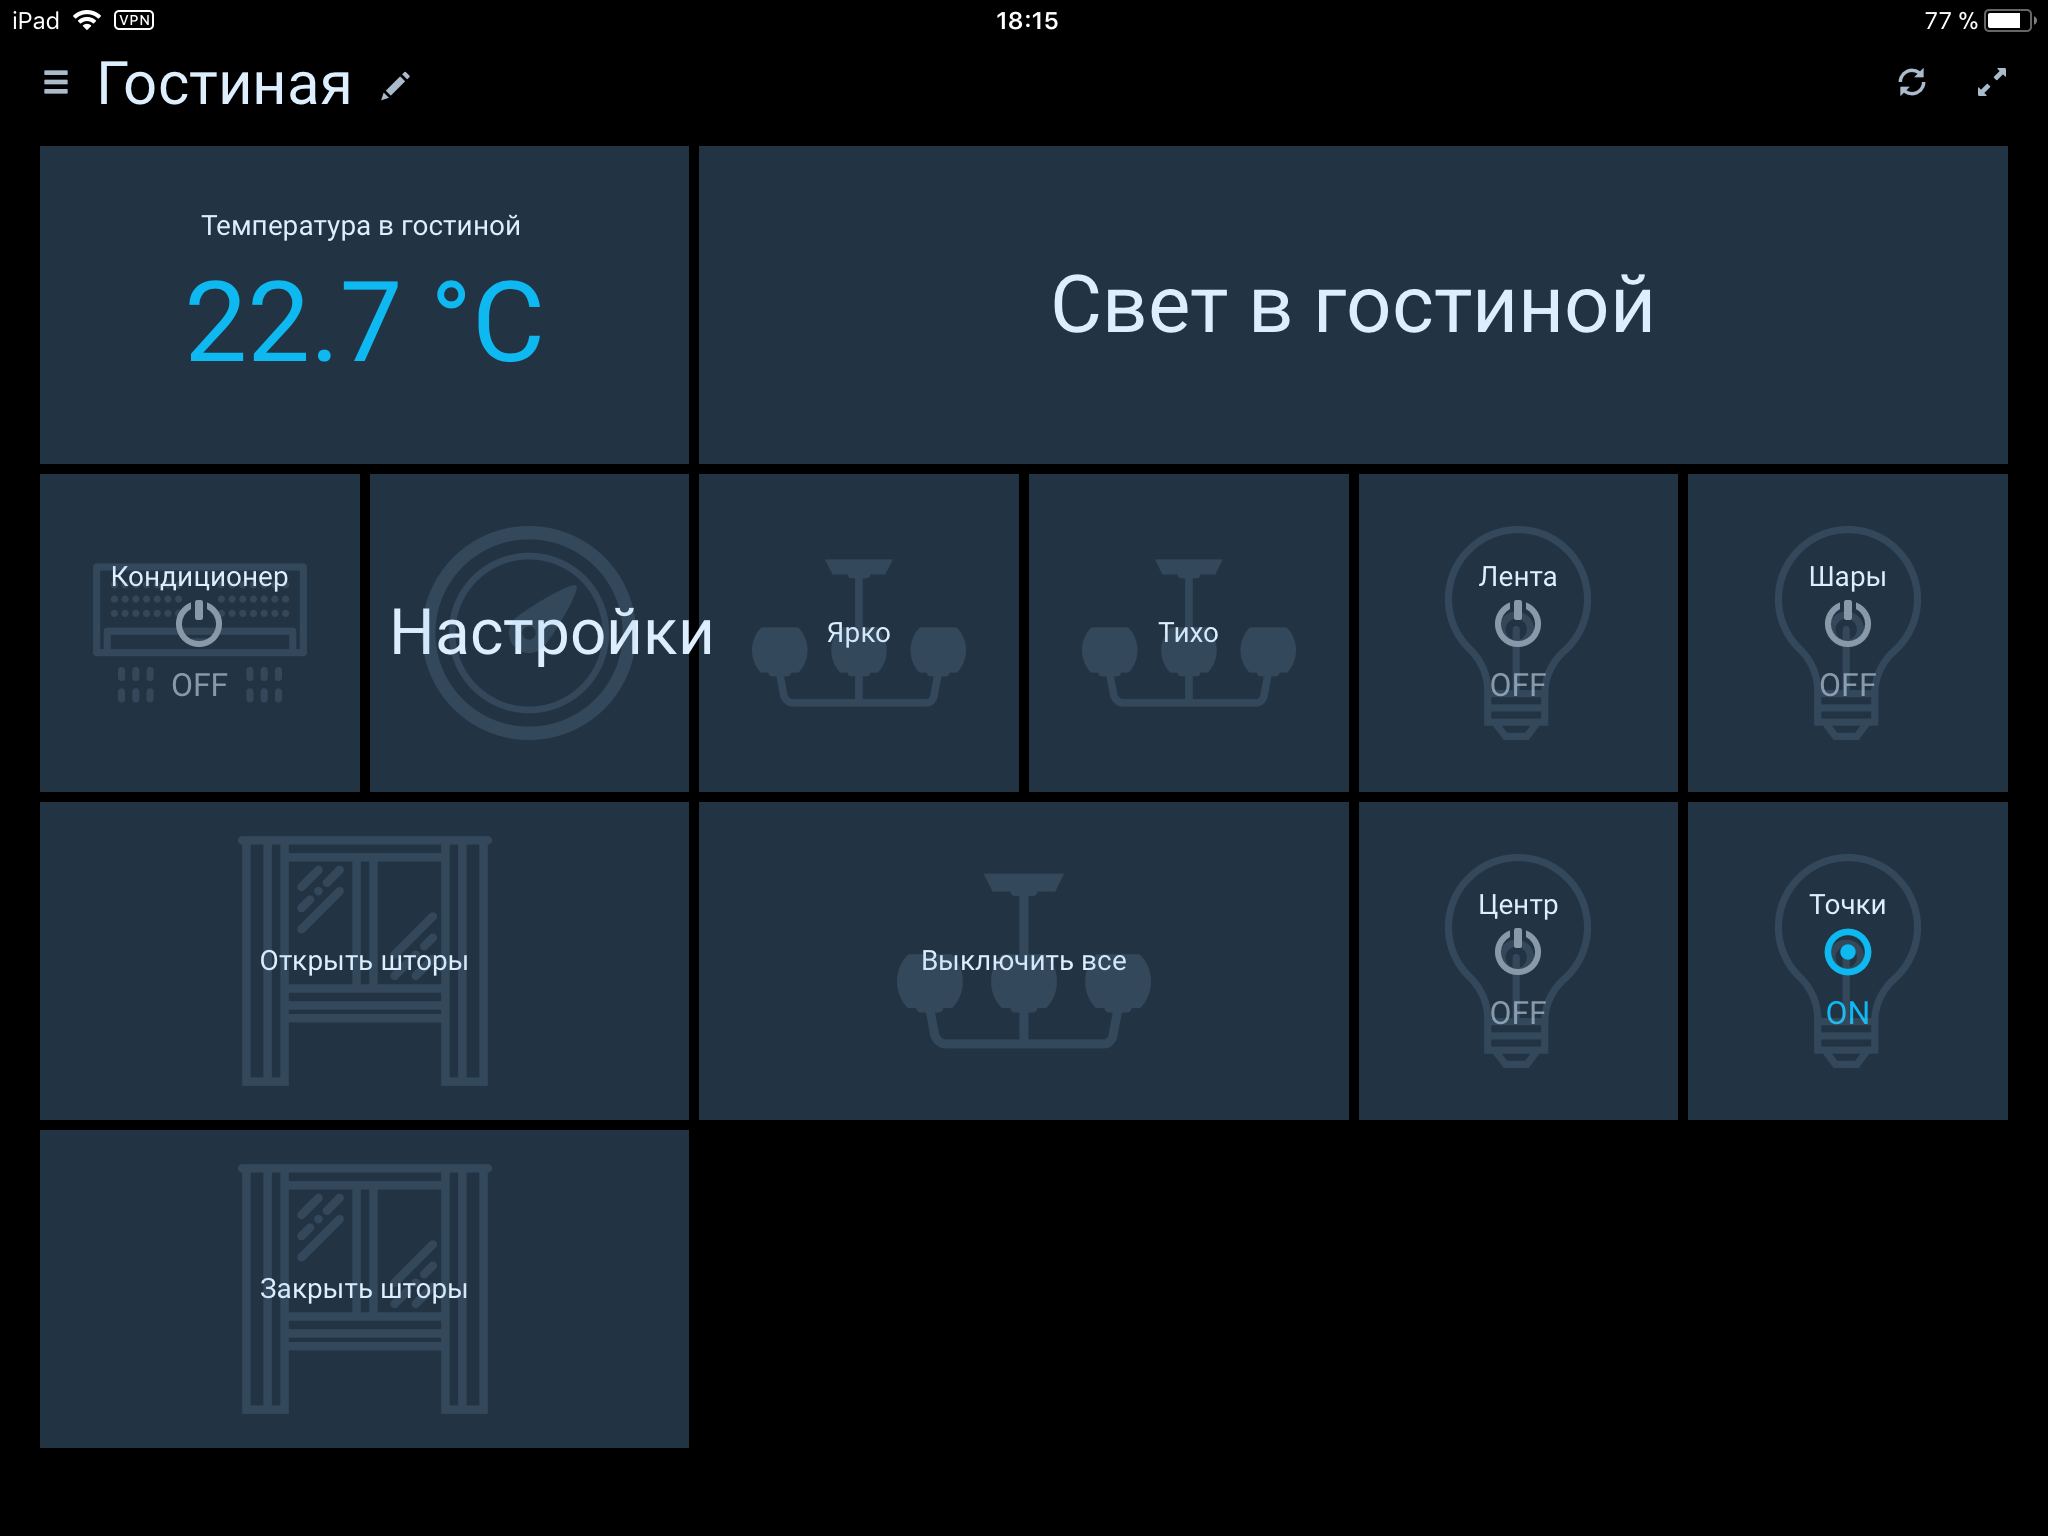 iPad VPN 18:15 77 %
Гостиная
Температура в гостиной
22.7 °C
Свет в гостиной
Кондиционер
OFF
Настройки
Ярко
Тихо
Лента
OFF
Шары
OFF
Открыть шторы
Выключить все
Центр
OFF
Точки
ON
Закрыть шторы